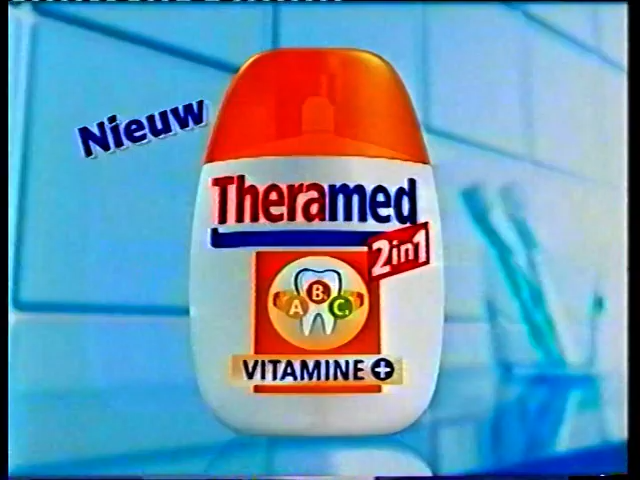 Nieuw
Theramed
2in1
A B C
VITAMINE +